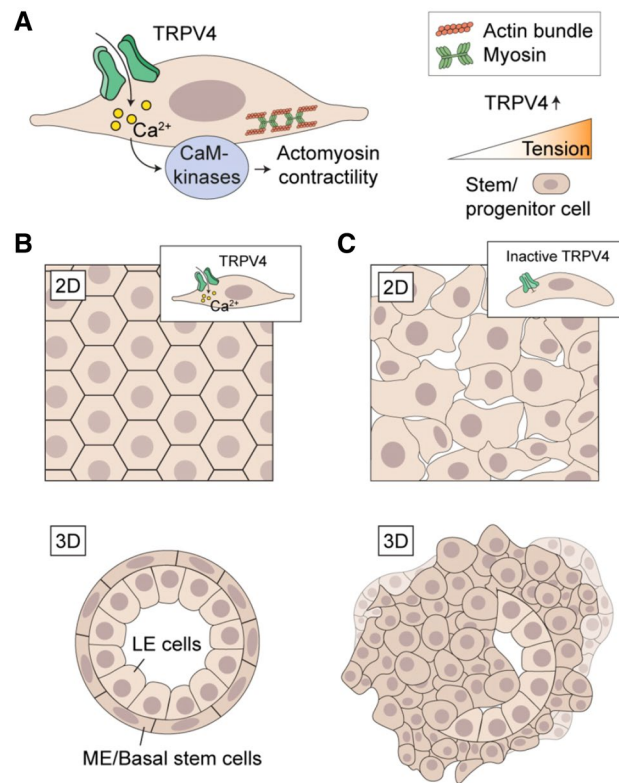 A
TRPV4
Ca2+
CaM-
kinases
Actomyosin
contractility
Actin bundle
Myosin
TRPV4↑
Tension
Stem/
progenitor cell
B
2D
TRPV4
Ca2+
3D
LE cells
ME/Basal stem cells
C
2D
Inactive TRPV4
3D